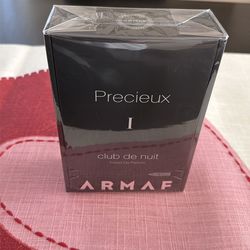 Precieux
I
club de nuit
ARMAF